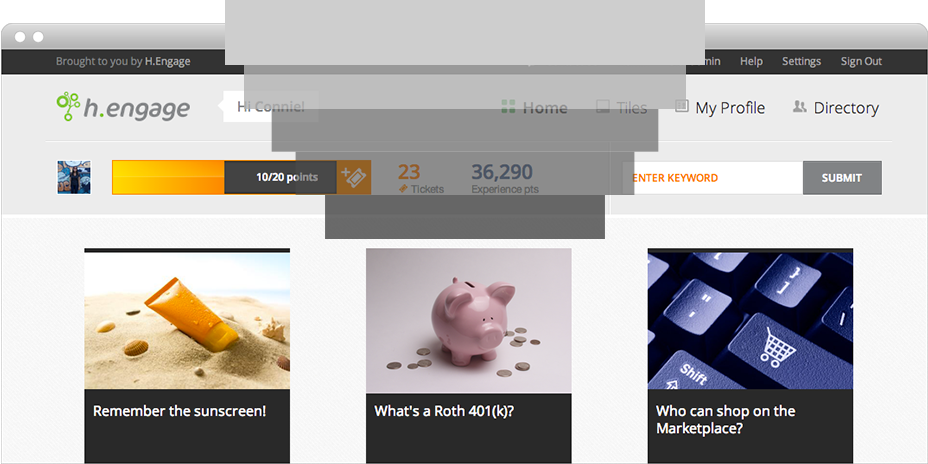 Brought to you by H.Engage
Help Settings Sign Out
h.engage
Hi Connie!
Home Tiles My Profile Directory
10/20 points
23
Tickets
36,290
Experience pts
ENTER KEYWORD
SUBMIT
"
}
]
/
Shift
Remember the sunscreen!
What's a Roth 401(k)?
Who can shop on the
Marketplace?